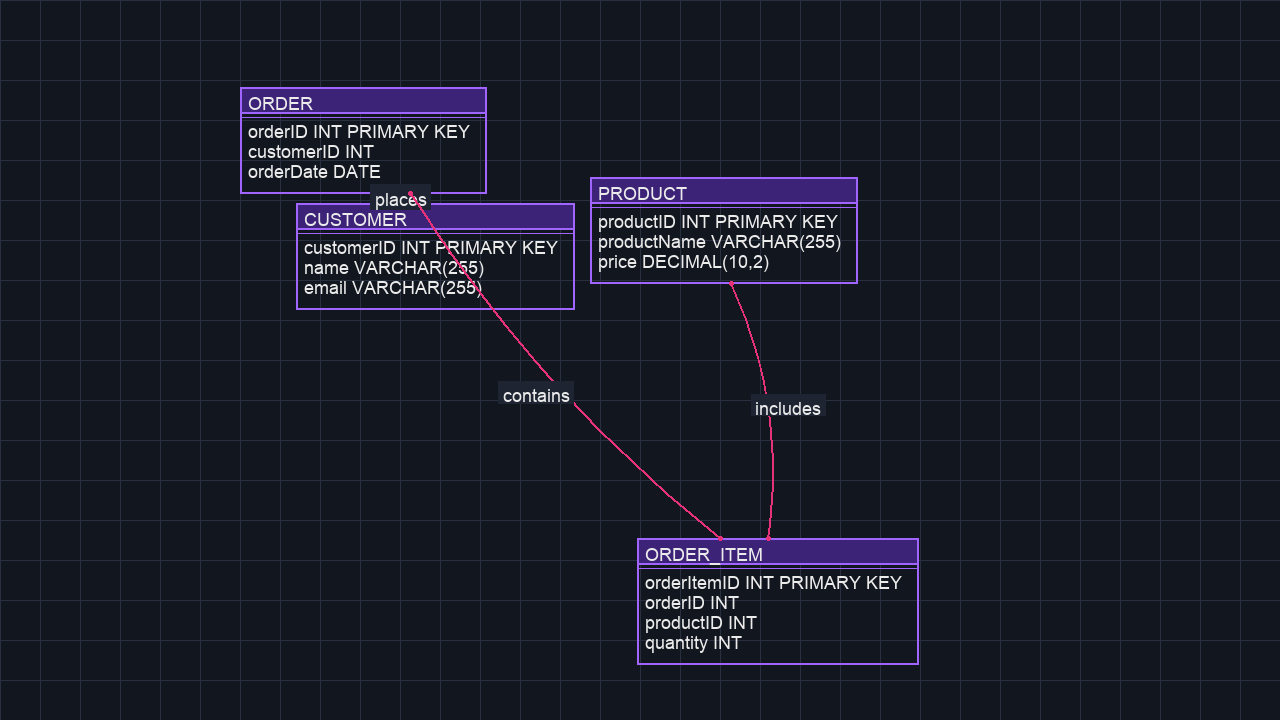 ORDER
orderID INT PRIMARY KEY
customerID INT
orderDate DATE
places
CUSTOMER
customerID INT PRIMARY KEY
name VARCHAR(255)
email VARCHAR(255)
PRODUCT
productID INT PRIMARY KEY
productName VARCHAR(255)
price DECIMAL(10,2)
contains
includes
ORDER_ITEM
orderItemID INT PRIMARY KEY
orderID INT
productID INT
quantity INT